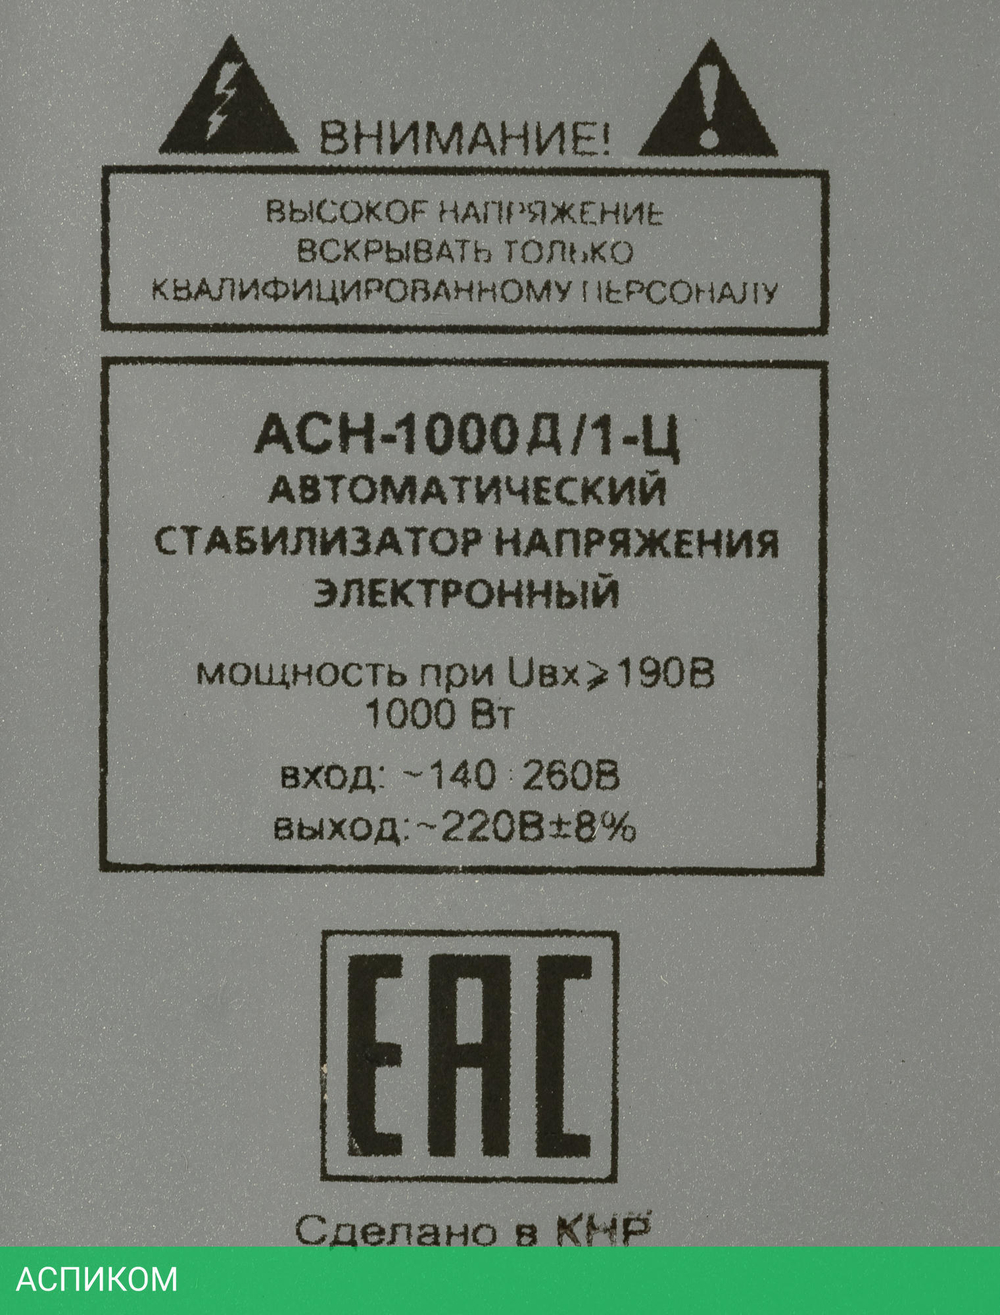 ВНИМАНИЕ!
ВЫСОКОЕ НАПРЯЖЕНИЕ
ВСКРЫВАТЬ ТОЛЬКО
КВАЛИФИЦИРОВАННОМУ ПЕРСОНАЛУ
АСН-1000Д/1-Ц
АВТОМАТИЧЕСКИЙ
СТАБИЛИЗАТОР НАПРЯЖЕНИЯ
ЭЛЕКТРОННЫЙ
мощность при Uвх⩾190В
1000 Вт
вход: ~140÷260В
выход:~220В±8%
EAC
Сделано в КНР
АСПИКОМ